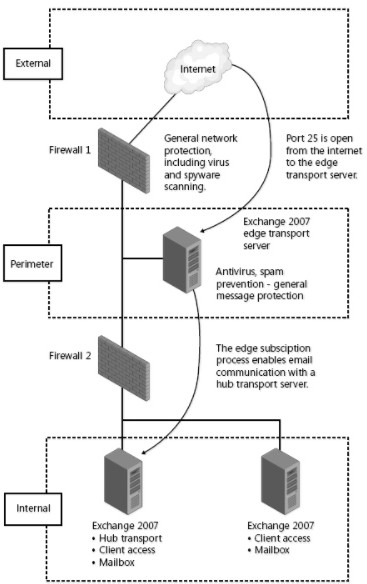 External
Internet
Firewall 1
General network
protection,
including virus
and spyware
scanning.
Port 25 is open
from the internet
to the edge
transport server.
Perimeter
Exchange 2007
edge transport
server
Antivirus, spam
prevention – general
message protection
Firewall 2
The edge subsciption
process enables email
communication with a
hub transport server.
Internal
Exchange 2007
• Hub transport
• Client access
• Mailbox
Exchange 2007
• Client access
• Mailbox